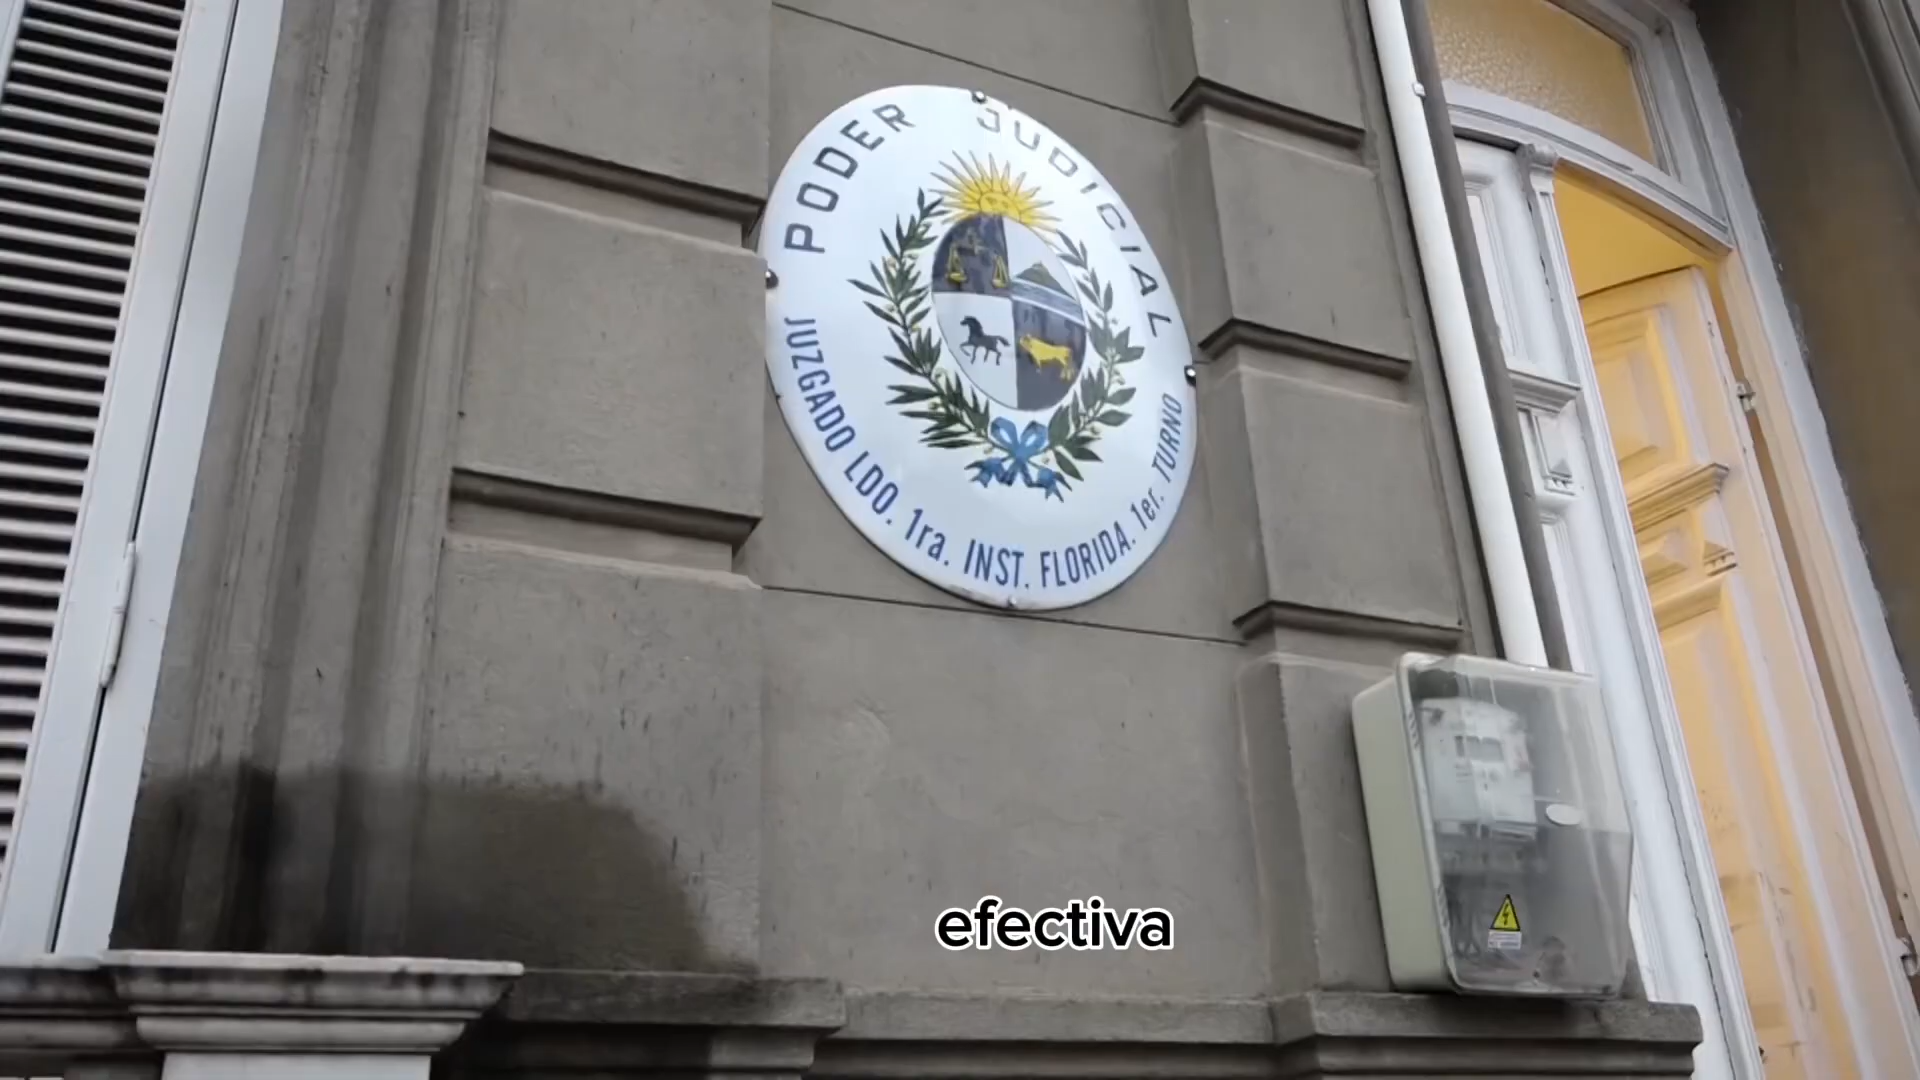 PODER JUDICIAL
JUZGADO LDO. 1ra. INST. FLORIDA. 1er. TURNO
efectiva